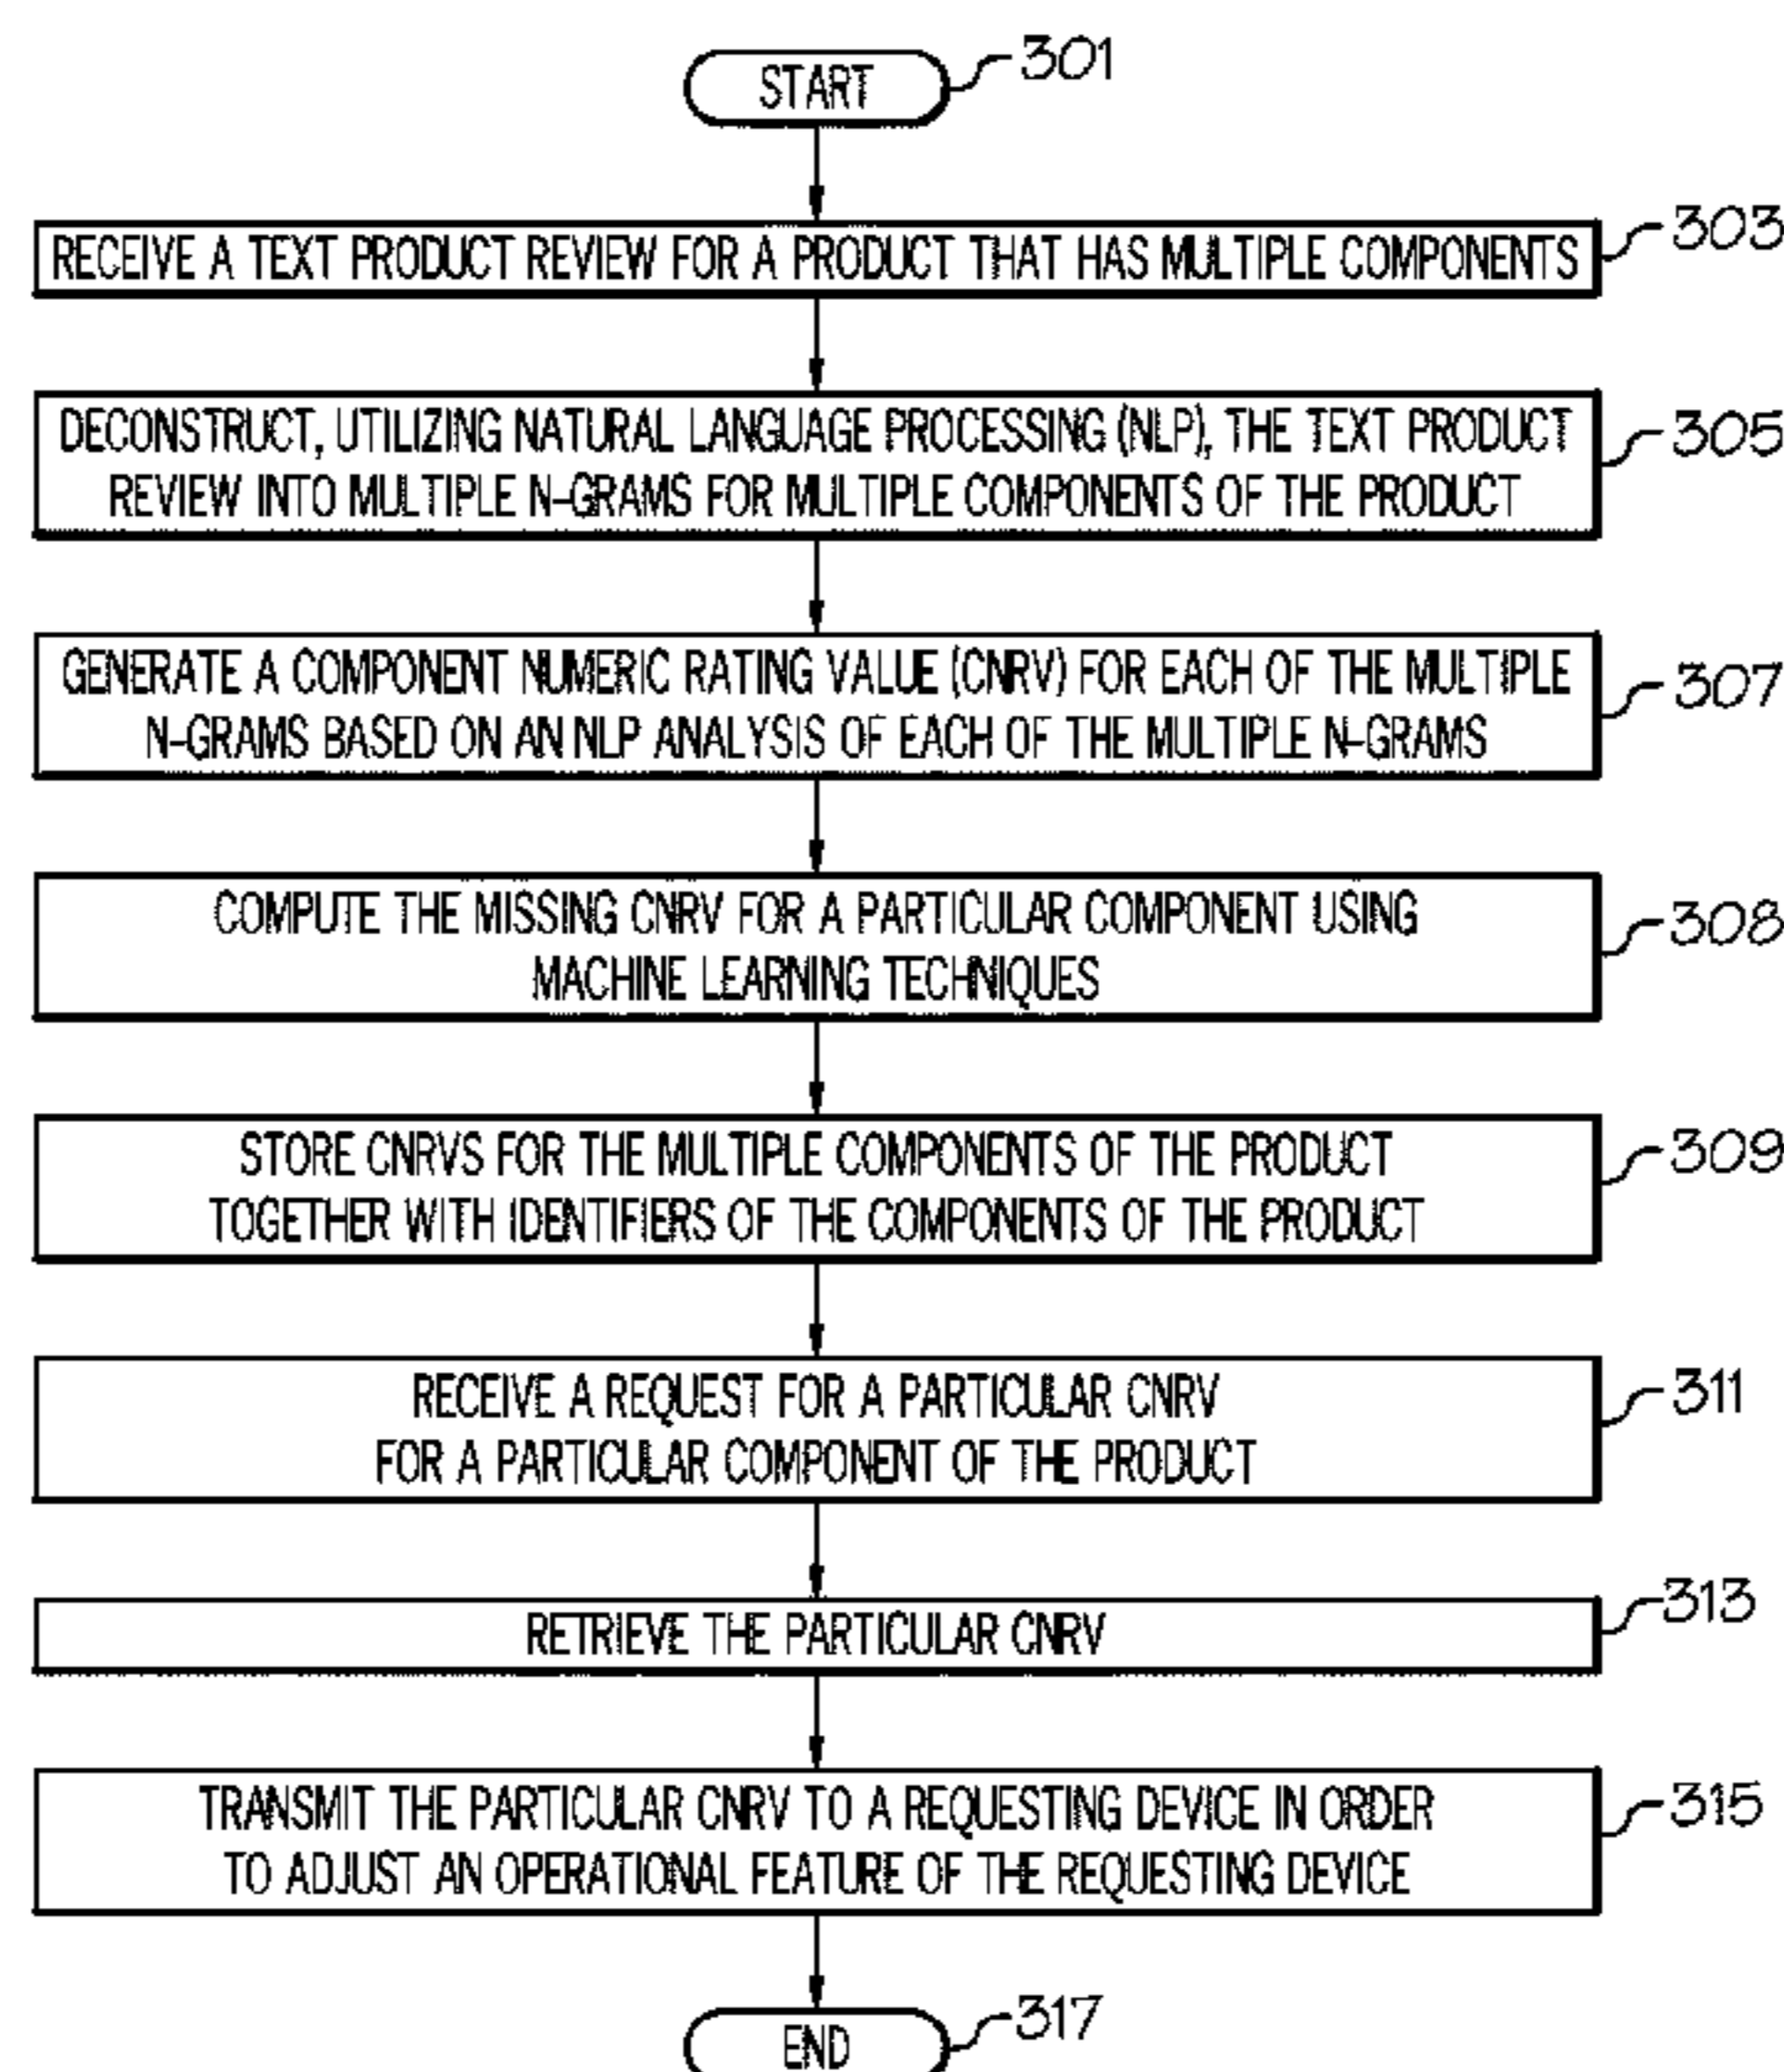 START
301
RECEIVE A TEXT PRODUCT REVIEW FOR A PRODUCT THAT HAS MULTIPLE COMPONENTS
303
DECONSTRUCT, UTILIZING NATURAL LANGUAGE PROCESSING (NLP), THE TEXT PRODUCT
REVIEW INTO MULTIPLE N-GRAMS FOR MULTIPLE COMPONENTS OF THE PRODUCT
305
GENERATE A COMPONENT NUMERIC RATING VALUE (CNRV) FOR EACH OF THE MULTIPLE
N-GRAMS BASED ON AN NLP ANALYSIS OF EACH OF THE MULTIPLE N-GRAMS
307
COMPUTE THE MISSING CNRV FOR A PARTICULAR COMPONENT USING
MACHINE LEARNING TECHNIQUES
308
STORE CNRVS FOR THE MULTIPLE COMPONENTS OF THE PRODUCT
TOGETHER WITH IDENTIFIERS OF THE COMPONENTS OF THE PRODUCT
309
RECEIVE A REQUEST FOR A PARTICULAR CNRV
FOR A PARTICULAR COMPONENT OF THE PRODUCT
311
RETRIEVE THE PARTICULAR CNRV
313
TRANSMIT THE PARTICULAR CNRV TO A REQUESTING DEVICE IN ORDER
TO ADJUST AN OPERATIONAL FEATURE OF THE REQUESTING DEVICE
315
END
317